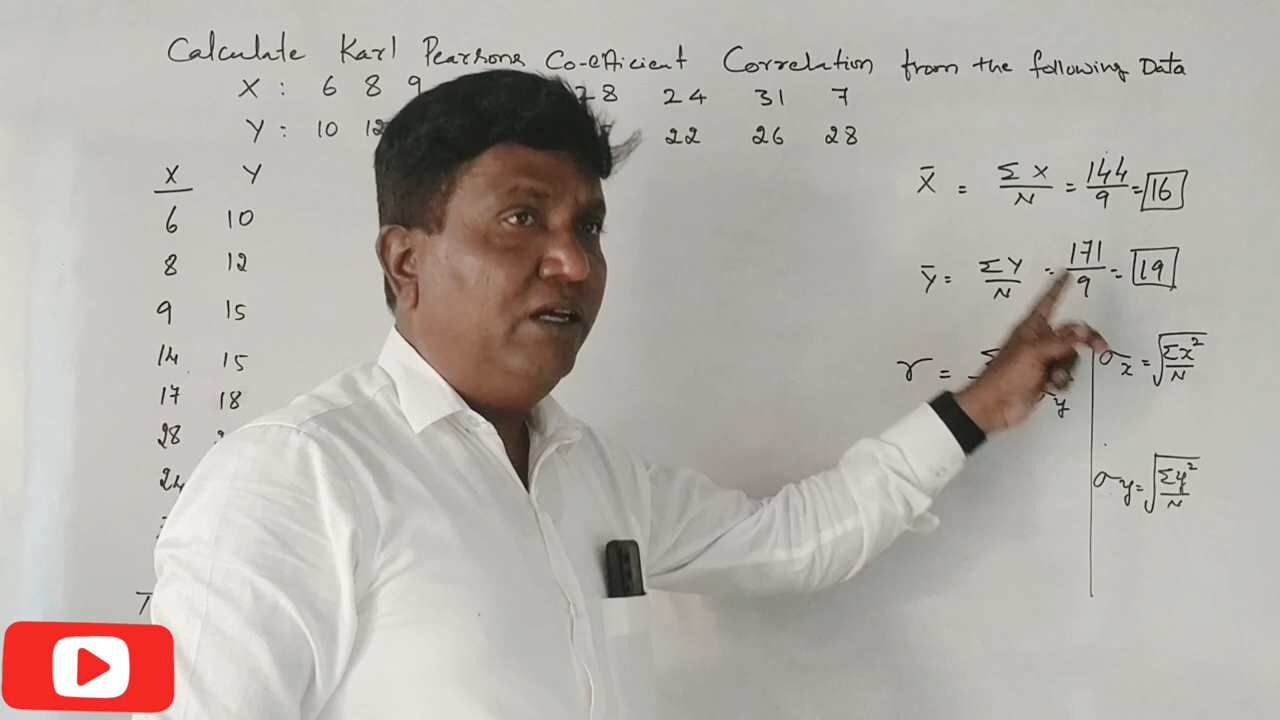 Calculate Karl Pearsons Co-efficient Correlation from the following Data
X : 6 8 9 28 24 31 7
Y : 10 12 22 26 28
X Y
6 10
8 12
9 15
14 15
17 18
28
24
T
X̄ = ΣX/N = 144/9 = 16
Ȳ = ΣY/N = 171/9 = 19
r = Σ
σx = √Σx²/N
σy = √Σy²/N